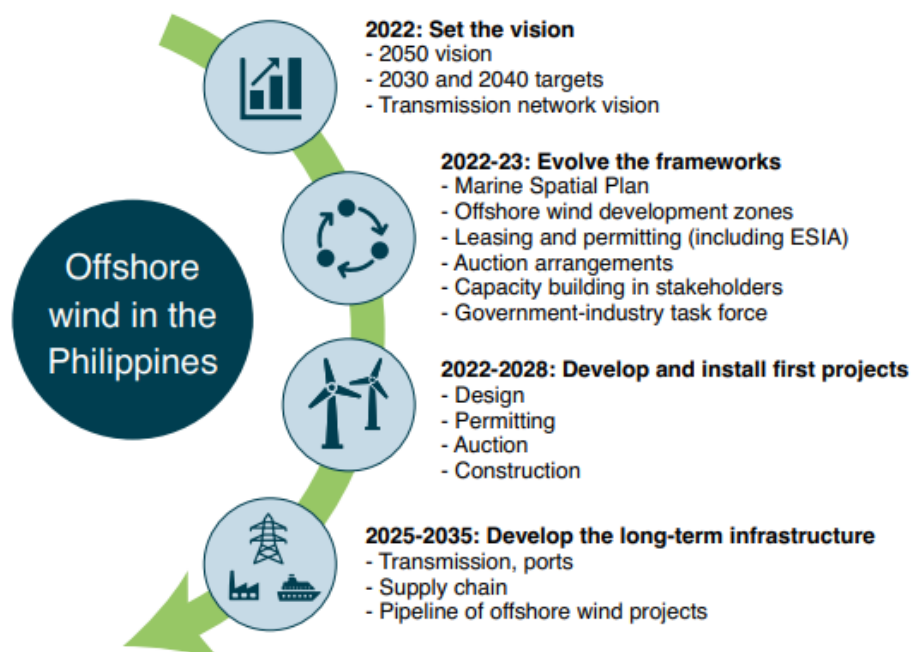 2022: Set the vision
- 2050 vision
- 2030 and 2040 targets
- Transmission network vision
2022-23: Evolve the frameworks
- Marine Spatial Plan
- Offshore wind development zones
- Leasing and permitting (including ESIA)
- Auction arrangements
- Capacity building in stakeholders
- Government-industry task force
Offshore
wind in the
Philippines
2022-2028: Develop and install first projects
- Design
- Permitting
- Auction
- Construction
2025-2035: Develop the long-term infrastructure
- Transmission, ports
- Supply chain
- Pipeline of offshore wind projects